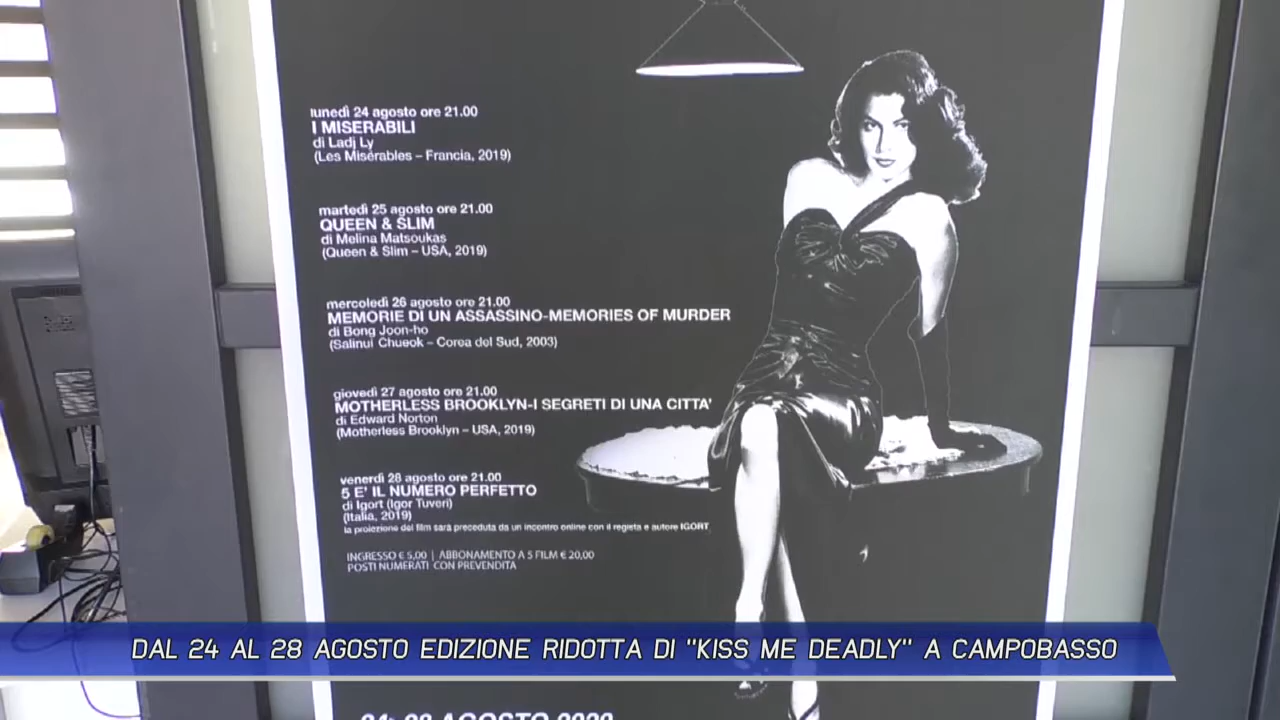 lunedì 24 agosto ore 21.00
I MISERABILI
di Ladj Ly
(Les Misérables – Francia, 2019)
martedì 25 agosto ore 21.00
QUEEN & SLIM
di Melina Matsoukas
(Queen & Slim – USA, 2019)
mercoledì 26 agosto ore 21.00
MEMORIE DI UN ASSASSINO-MEMORIES OF MURDER
di Bong Joon-ho
(Salinui Chueok – Corea del Sud, 2003)
giovedì 27 agosto ore 21.00
MOTHERLESS BROOKLYN-I SEGRETI DI UNA CITTA'
di Edward Norton
(Motherless Brooklyn – USA, 2019)
venerdì 28 agosto ore 21.00
5 E' IL NUMERO PERFETTO
di Igort (Igor Tuveri)
(Italia, 2019)
la proiezione del film sarà preceduta da un incontro online con il regista e autore IGORT
INGRESSO € 5,00 | ABBONAMENTO A 5 FILM € 20,00
POSTI NUMERATI CON PREVENDITA
DAL 24 AL 28 AGOSTO EDIZIONE RIDOTTA DI "KISS ME DEADLY" A CAMPOBASSO
24-28 AGOSTO 2020